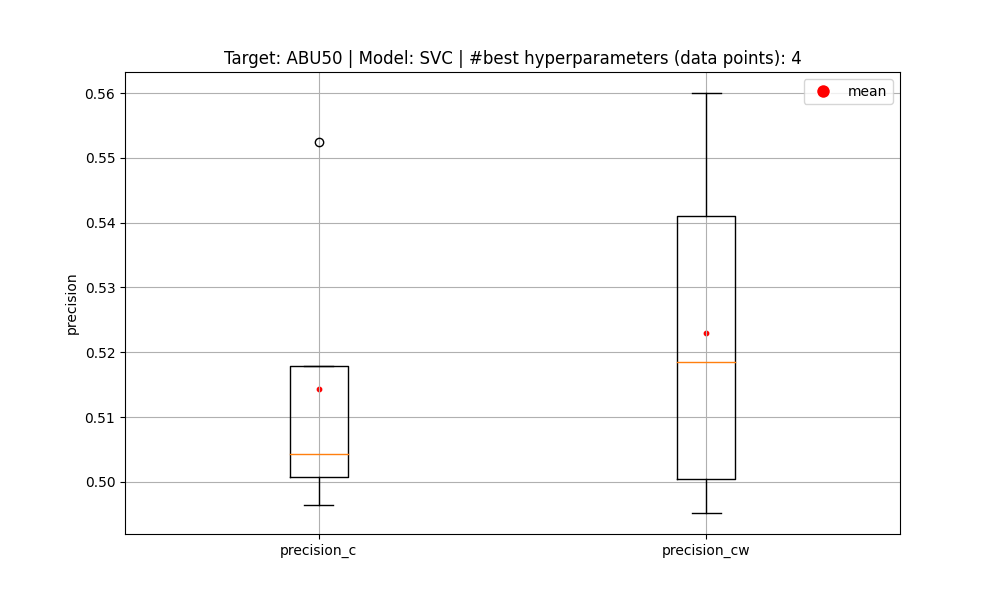 Target: ABU50 | Model: SVC | #best hyperparameters (data points): 4
mean
precision
0.56
0.55
0.54
0.53
0.52
0.51
0.50
precision_c
precision_cw